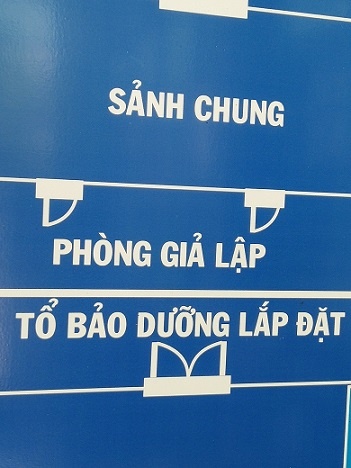 SẢNH CHUNG
PHÒNG GIẢ LẬP
TỔ BẢO DƯỠNG LẮP ĐẶT